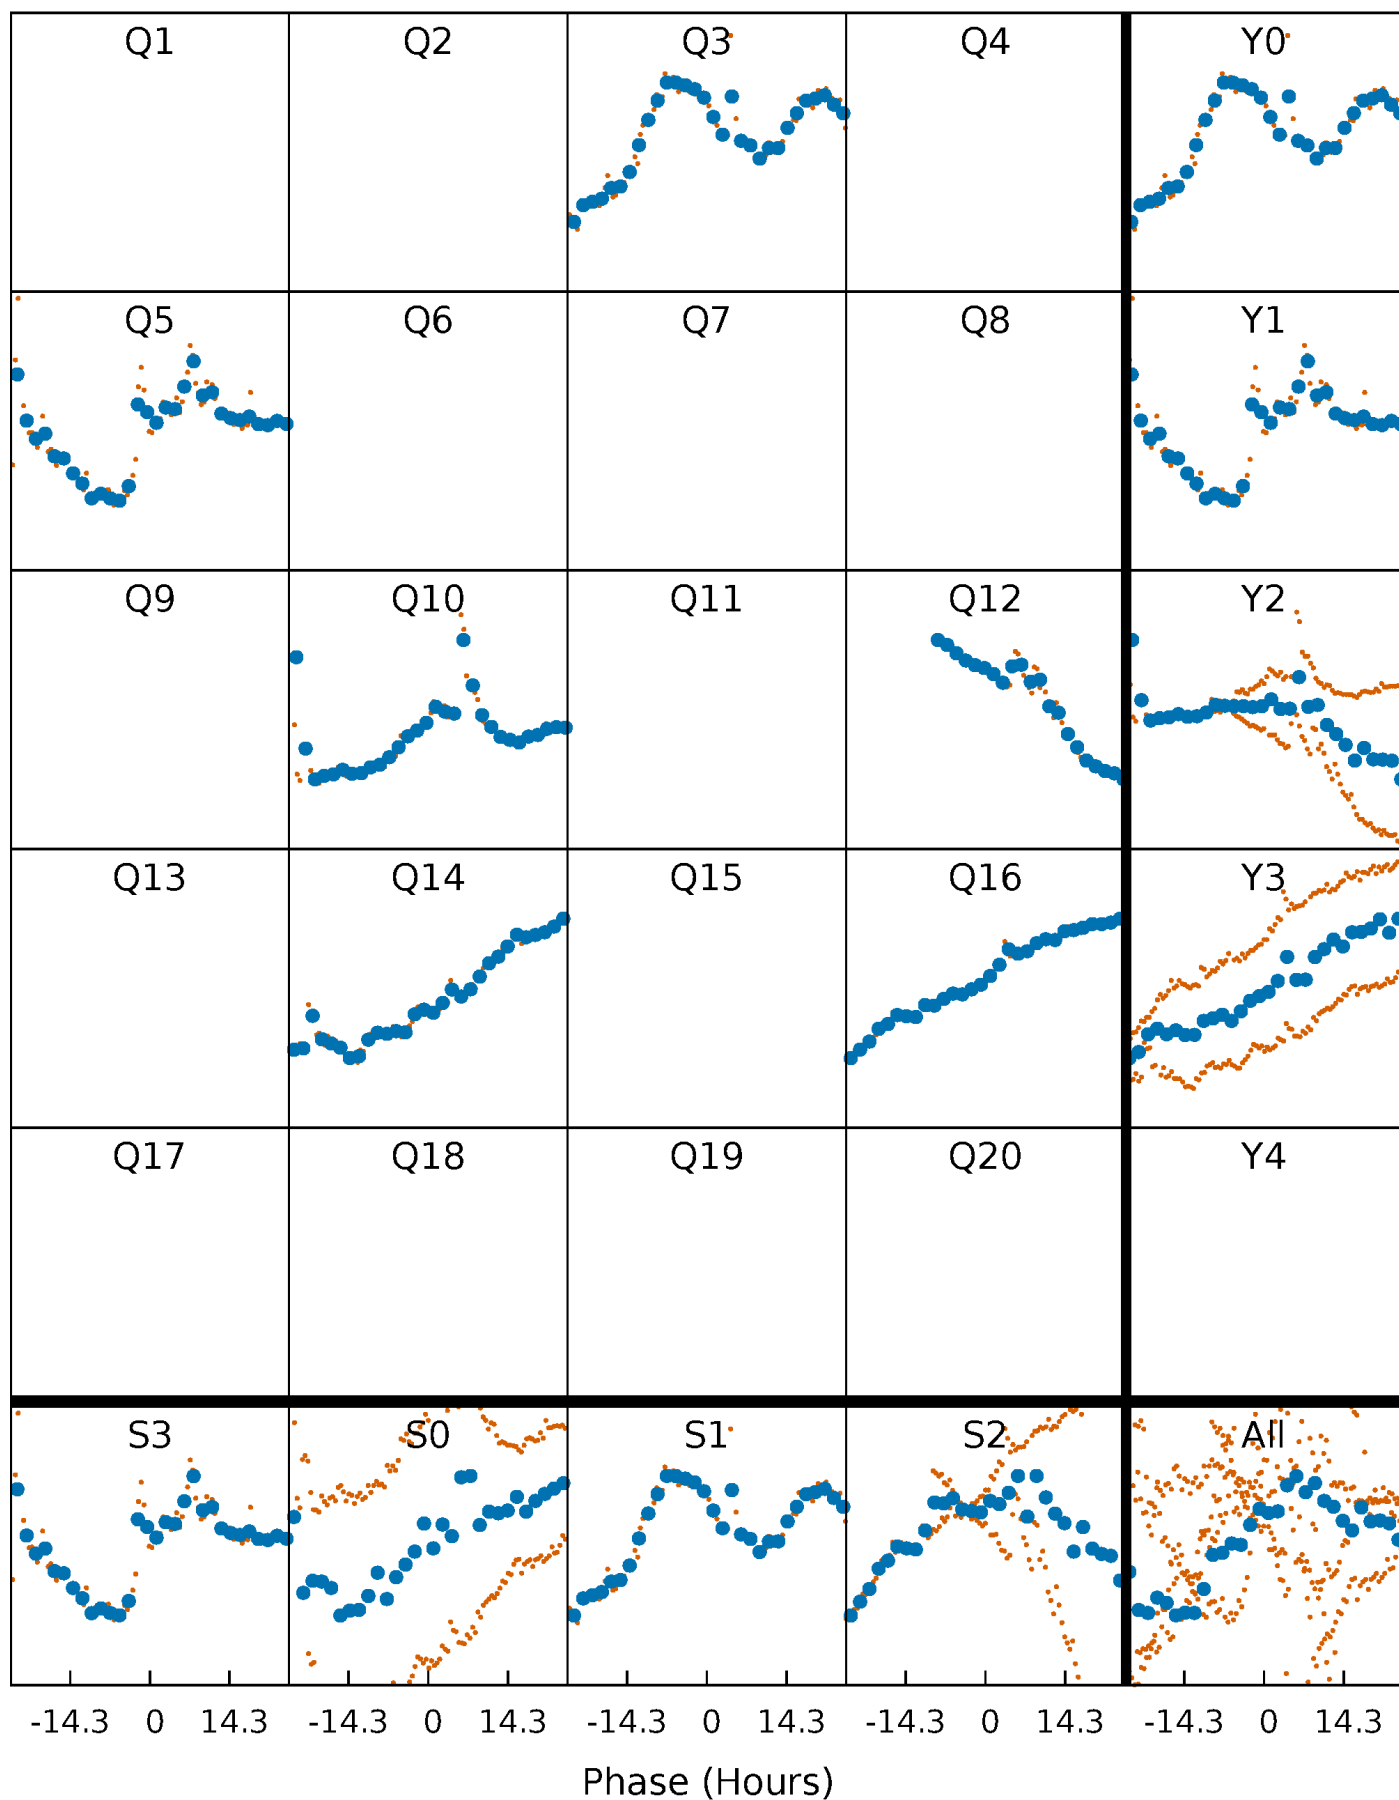 Q1 Q2 Q3 Q4 Y0
Q5 Q6 Q7 Q8 Y1
Q9 Q10 Q11 Q12 Y2
Q13 Q14 Q15 Q16 Y3
Q17 Q18 Q19 Q20 Y4
S3 S0 S1 S2 All
-14.3 0 14.3 -14.3 0 14.3 -14.3 0 14.3 -14.3 0 14.3 -14.3 0 14.3
Phase (Hours)